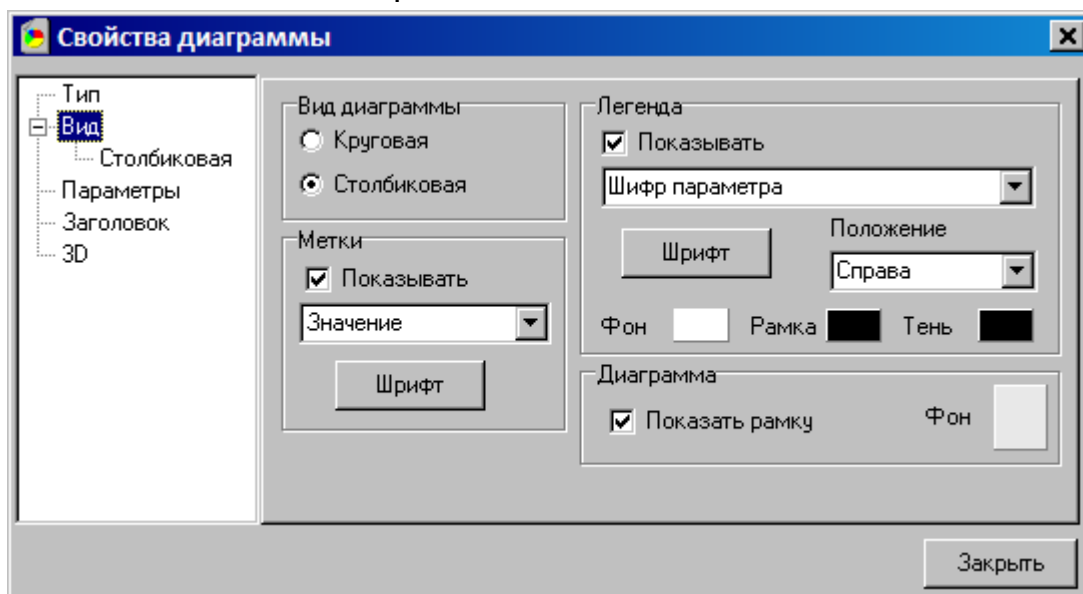 Свойства диаграммы
Тип
Вид
Столбиковая
Параметры
Заголовок
3D
Вид диаграммы
Круговая
Столбиковая
Метки
Показывать
Значение
Шрифт
Легенда
Показывать
Шифр параметра
Шрифт
Положение
Справа
Фон Рамка Тень
Диаграмма
Показать рамку
Фон
Закрыть